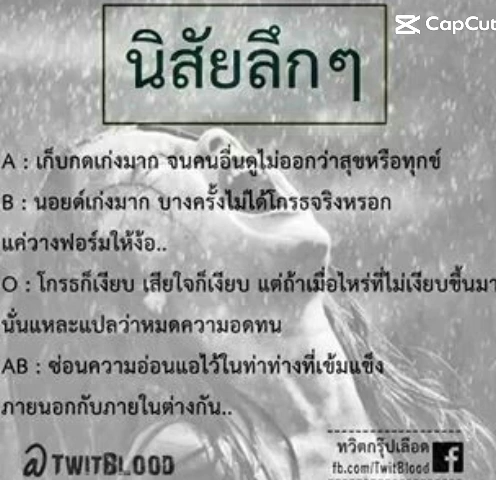 CapCut
นิสัยลึกๆ
A : เก็บกดเก่งมาก จนคนอื่นดูไม่ออกว่าสุขหรือทุกข์
B : นอยด์เก่งมาก บางครั้งไม่ได้โกรธจริงหรอก
แค่วางฟอร์มให้ง้อ..
O : โกรธก็เงียบ เสียใจก็เงียบ แต่ถ้าเมื่อไหร่ที่ไม่เงียบขึ้นมา
นั่นแหละแปลว่าหมดความอดทน
AB : ซ่อนความอ่อนแอไว้ในท่าทางที่เข้มแข็ง
ภายนอกกับภายในต่างกัน..
@TWITBLOOD
ทวิตกรุ๊ปเลือด
fb.com/TwitBlood